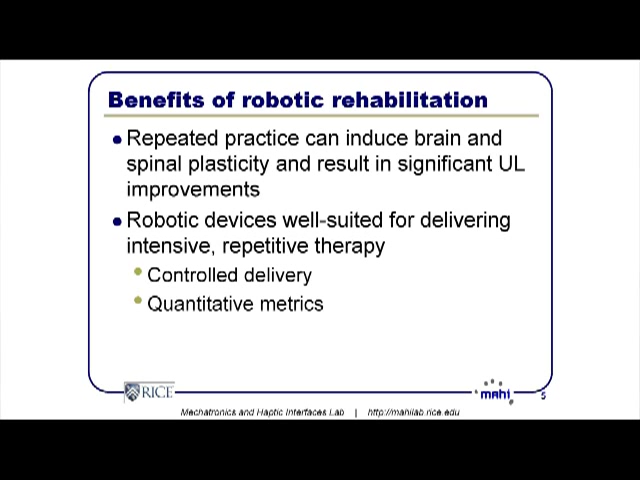 Benefits of robotic rehabilitation
● Repeated practice can induce brain and
spinal plasticity and result in significant UL
improvements
● Robotic devices well-suited for delivering
intensive, repetitive therapy
● Controlled delivery
● Quantitative metrics
RICE
mahi
5
Mechatronics and Haptic Interfaces Lab | http://mahilab.rice.edu